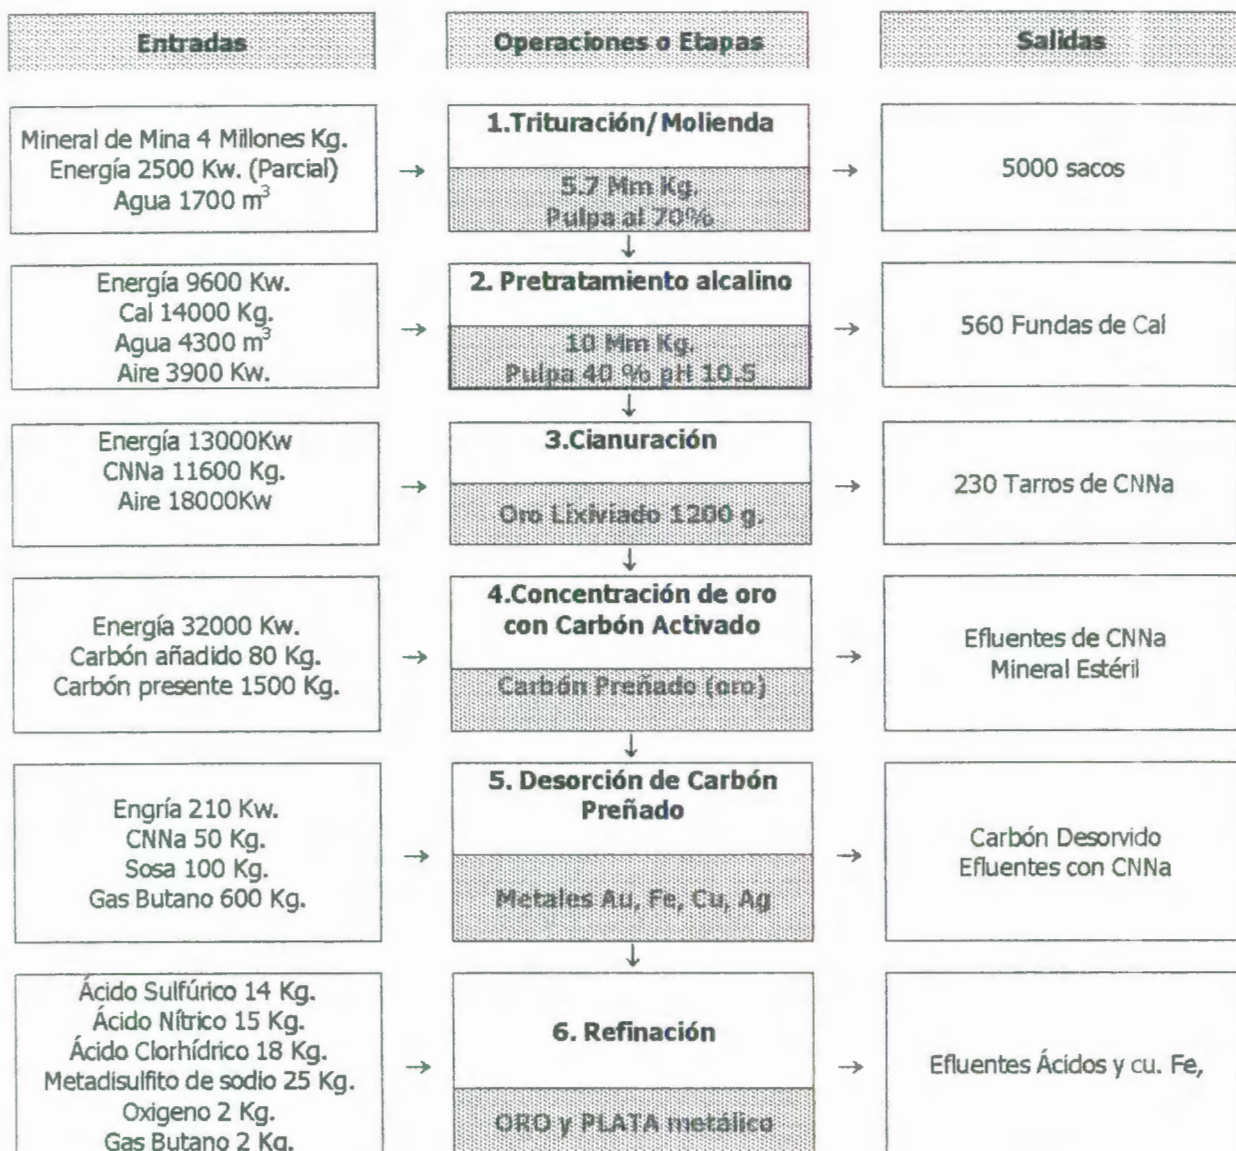 Entradas
Operaciones o Etapas
Salidas
Mineral de Mina 4 Millones Kg.
Energía 2500 Kw. (Parcial)
Agua 1700 m³
→
1.Trituración/Molienda
5.7 Mm Kg.
Pulpa al 70%
→
5000 sacos
↓
Energía 9600 Kw.
Cal 14000 Kg.
Agua 4300 m³
Aire 3900 Kw.
→
2. Pretratamiento alcalino
10 Mm Kg.
Pulpa 40 % pH 10.5
→
560 Fundas de Cal
↓
Energía 13000Kw
CNNa 11600 Kg.
Aire 18000Kw
→
3.Cianuración
Oro Lixiviado 1200 g.
→
230 Tarros de CNNa
↓
Energía 32000 Kw.
Carbón añadido 80 Kg.
Carbón presente 1500 Kg.
→
4.Concentración de oro
con Carbón Activado
Carbón Preñado (oro)
→
Efluentes de CNNa
Mineral Estéril
↓
Engría 210 Kw.
CNNa 50 Kg.
Sosa 100 Kg.
Gas Butano 600 Kg.
→
5. Desorción de Carbón
Preñado
Metales Au, Fe, Cu, Ag
→
Carbón Desorvido
Efluentes con CNNa
↓
Ácido Sulfúrico 14 Kg.
Ácido Nítrico 15 Kg.
Ácido Clorhídrico 18 Kg.
Metadisulfito de sodio 25 Kg.
Oxigeno 2 Kg.
Gas Butano 2 Kg.
→
6. Refinación
ORO y PLATA metálico
→
Efluentes Ácidos y cu. Fe,